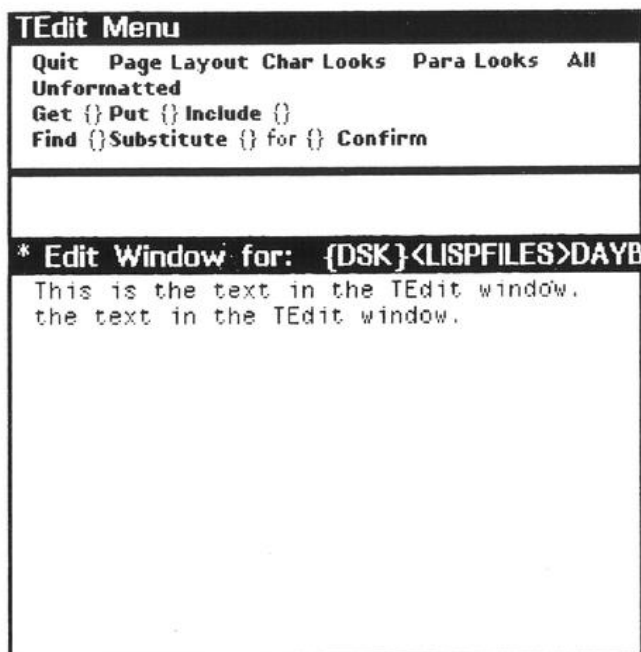 TEdit Menu
Quit Page Layout Char Looks Para Looks All
Unformatted
Get {} Put {} Include {}
Find {} Substitute {} for {} Confirm
* Edit Window for: {DSK}<LISPFILES>DAYB
This is the text in the TEdit window.
the text in the TEdit window.